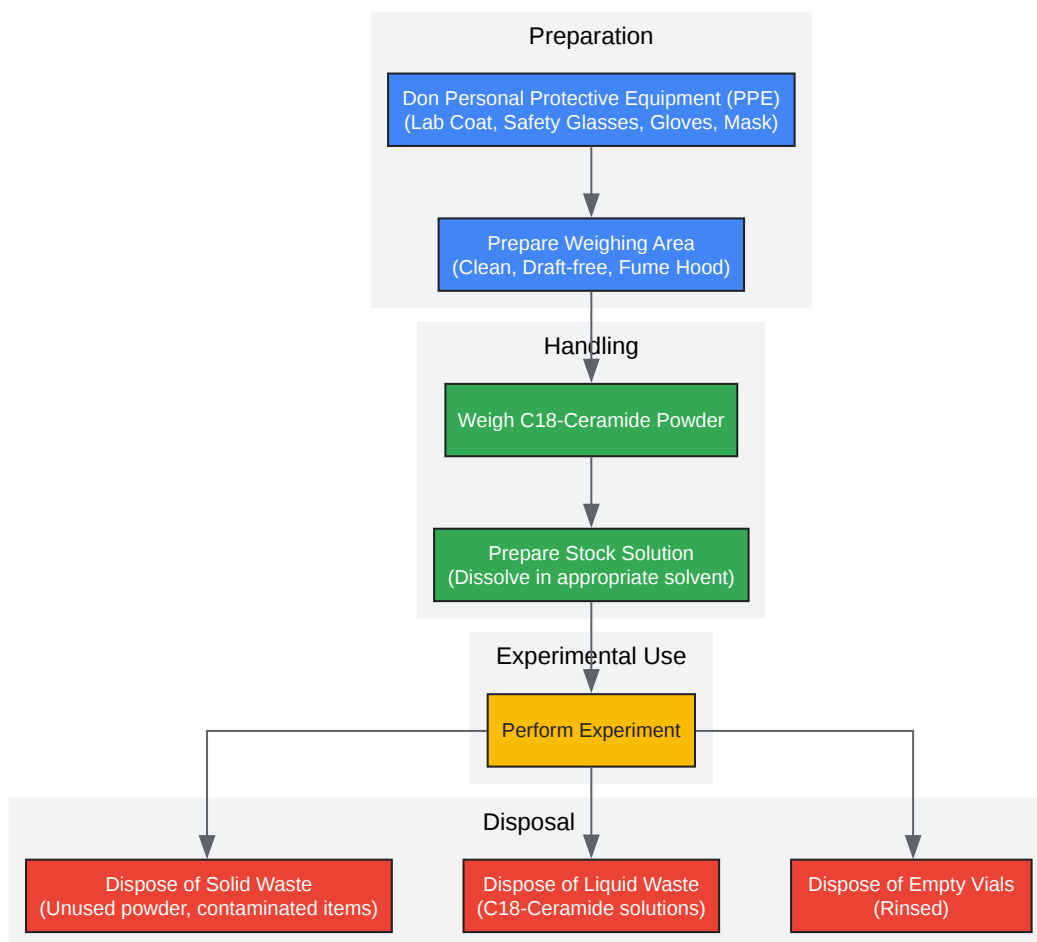 Preparation
Don Personal Protective Equipment (PPE)
(Lab Coat, Safety Glasses, Gloves, Mask)
Prepare Weighing Area
(Clean, Draft-free, Fume Hood)
Handling
Weigh C18-Ceramide Powder
Prepare Stock Solution
(Dissolve in appropriate solvent)
Experimental Use
Perform Experiment
Disposal
Dispose of Solid Waste
(Unused powder, contaminated items)
Dispose of Liquid Waste
(C18-Ceramide solutions)
Dispose of Empty Vials
(Rinsed)